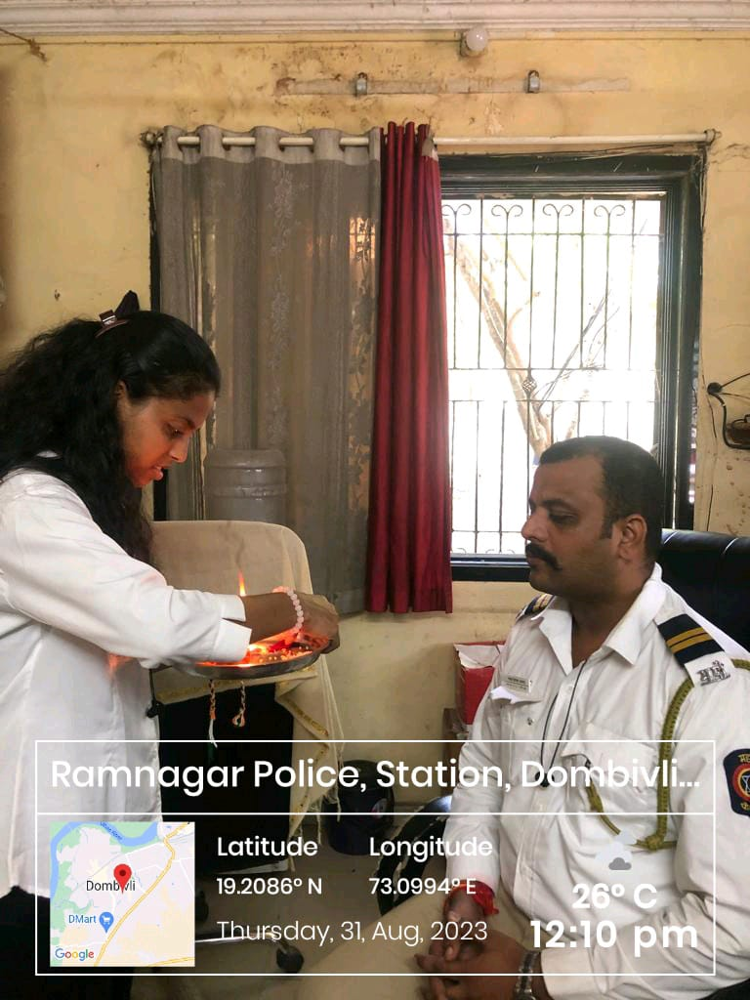 Ramnagar Police, Station, Dombivli...
Latitude
Longitude
19.2086° N
73.0994° E
Thursday, 31, Aug, 2023
26° C
12:10 pm
Dombivli
DMart
Google